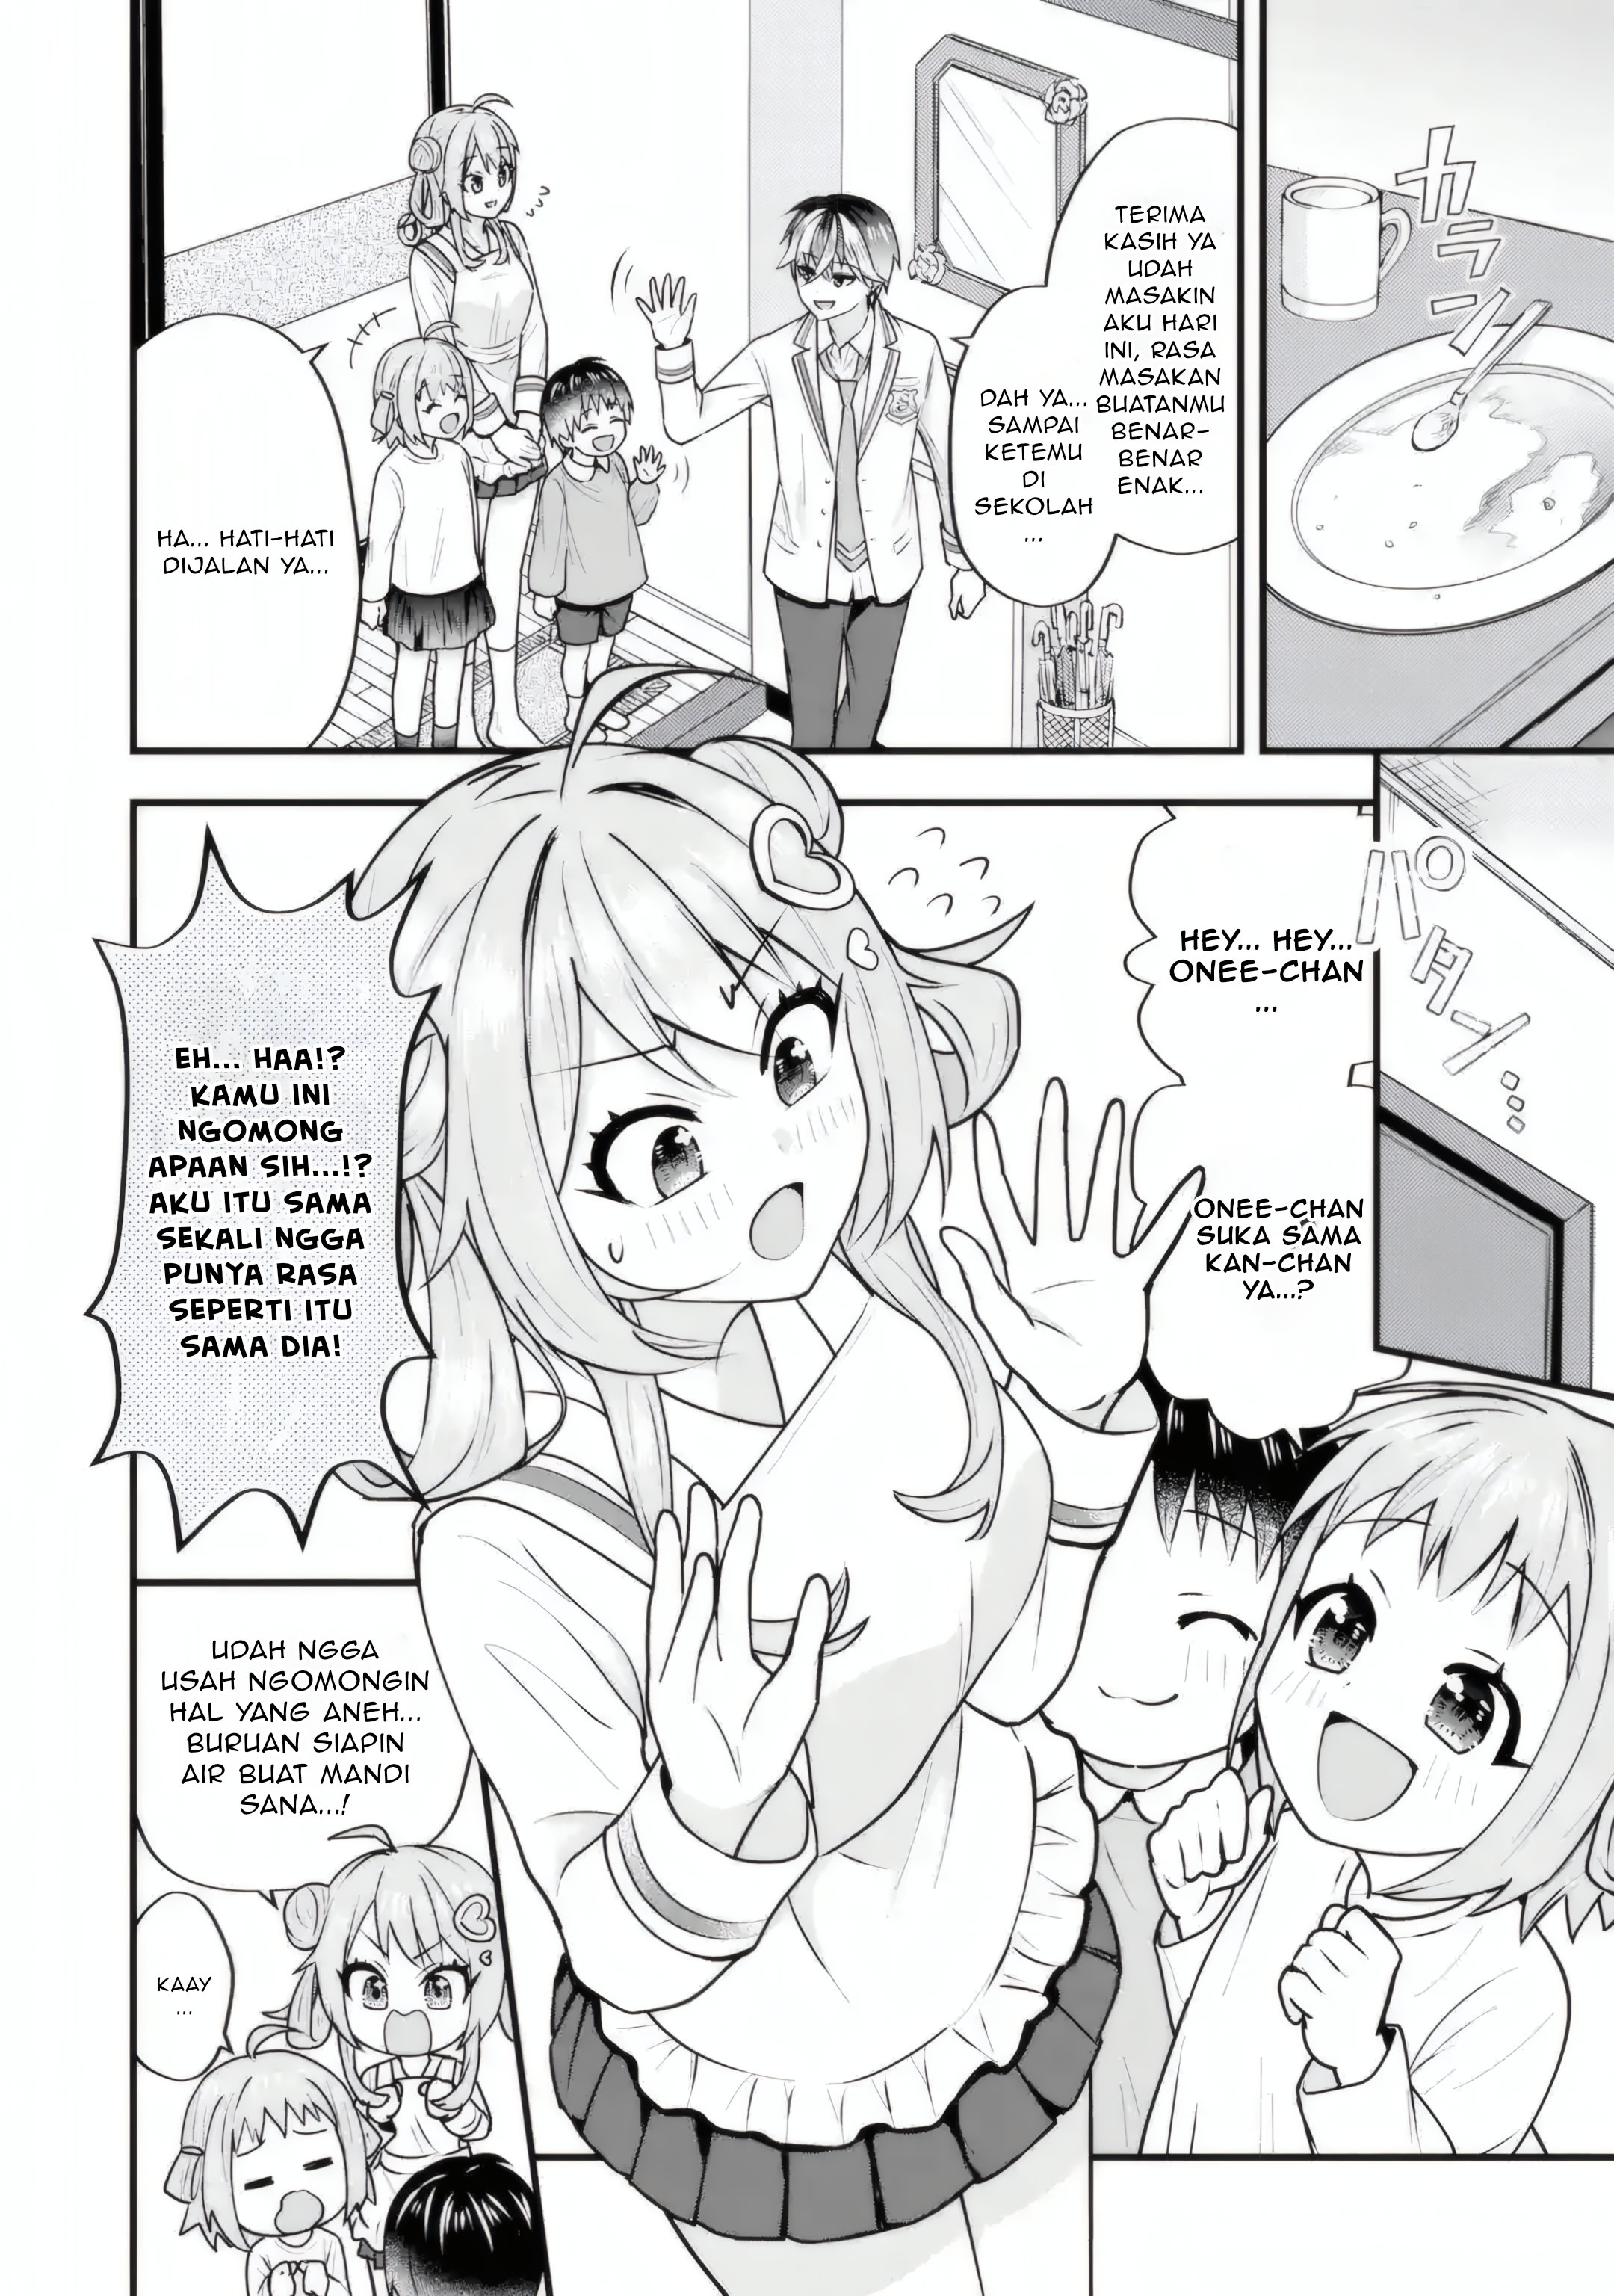 カラン
TERIMA
KASIH YA
UDAH
MASAKIN
AKU HARI
INI, RASA
MASAKAN
BUATANMU
BENAR-
BENAR
ENAK...
DAH YA...
SAMPAI
KETEMU
DI
SEKOLAH
...
HA... HATI-HATI
DIJALAN YA...
パタン...
HEY... HEY...
ONEE-CHAN
...
ONEE-CHAN
SUKA SAMA
KAN-CHAN
YA...?
EH... HAA!?
KAMU INI
NGOMONG
APAAN SIH...!?
AKU ITU SAMA
SEKALI NGGA
PUNYA RASA
SEPERTI ITU
SAMA DIA!
UDAH NGGA
USAH NGOMONGIN
HAL YANG ANEH...
BURUAN SIAPIN
AIR BUAT MANDI
SANA...!
KAAY
...